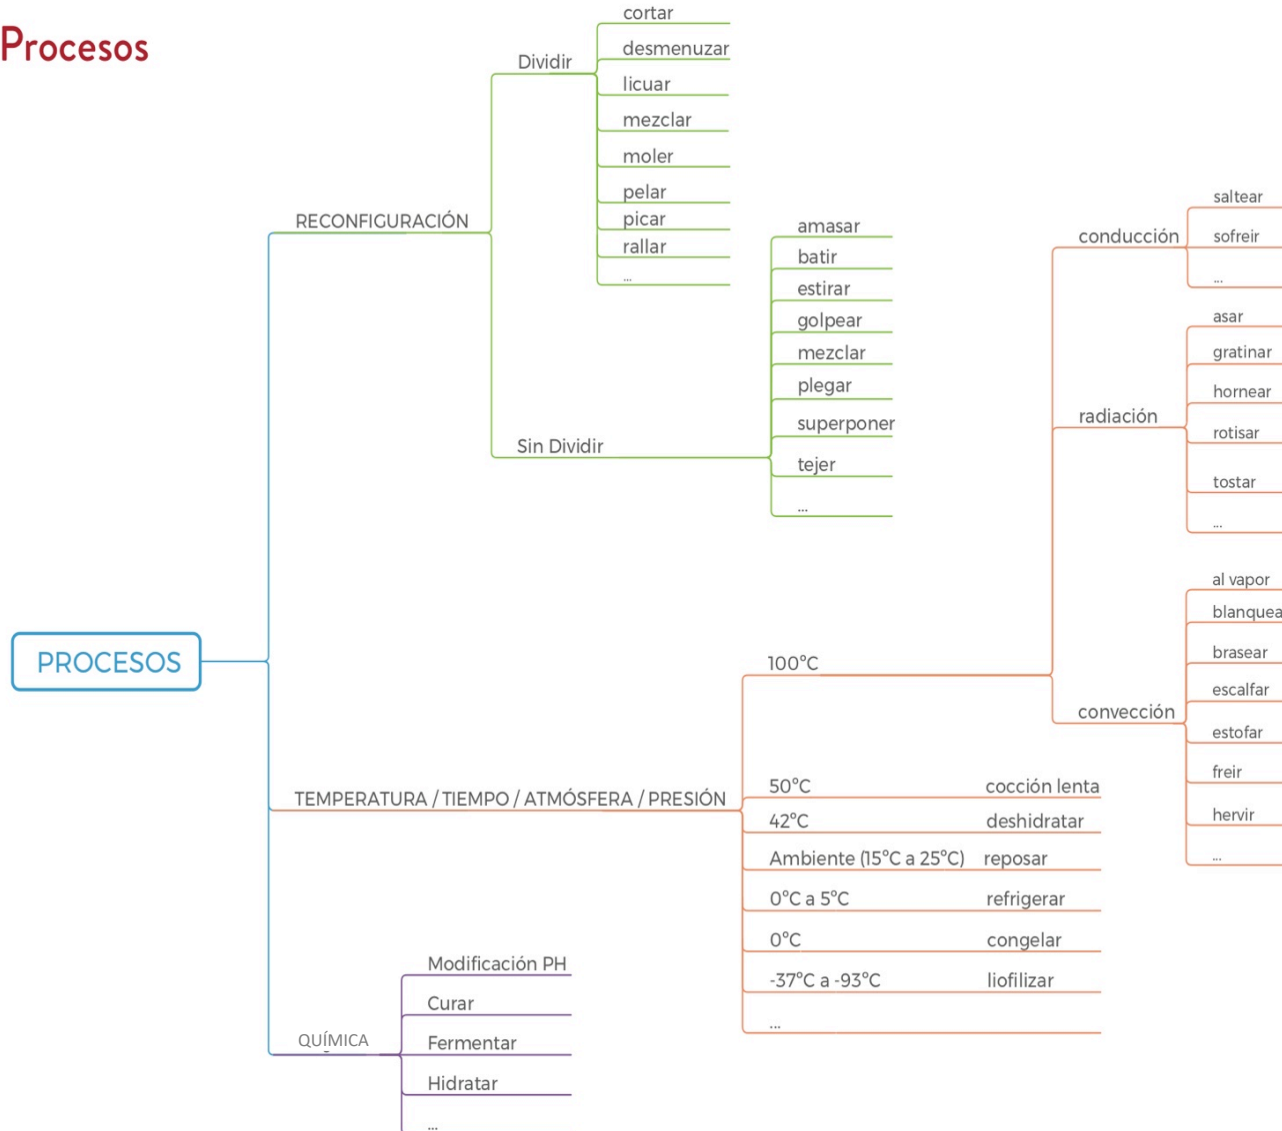 Procesos
PROCESOS
RECONFIGURACIÓN
Dividir
cortar
desmenuzar
licuar
mezclar
moler
pelar
picar
rallar
...
Sin Dividir
amasar
batir
estirar
golpear
mezclar
plegar
superponer
tejer
...
TEMPERATURA / TIEMPO / ATMÓSFERA / PRESIÓN
100°C
conducción
saltear
sofreir
...
radiación
asar
gratinar
hornear
rotisar
tostar
...
convección
al vapor
blanquea
brasear
escalfar
estofar
freir
hervir
...
50°C cocción lenta
42°C deshidratar
Ambiente (15°C a 25°C) reposar
0°C a 5°C refrigerar
0°C congelar
-37°C a -93°C liofilizar
...
QUÍMICA
Modificación PH
Curar
Fermentar
Hidratar
...